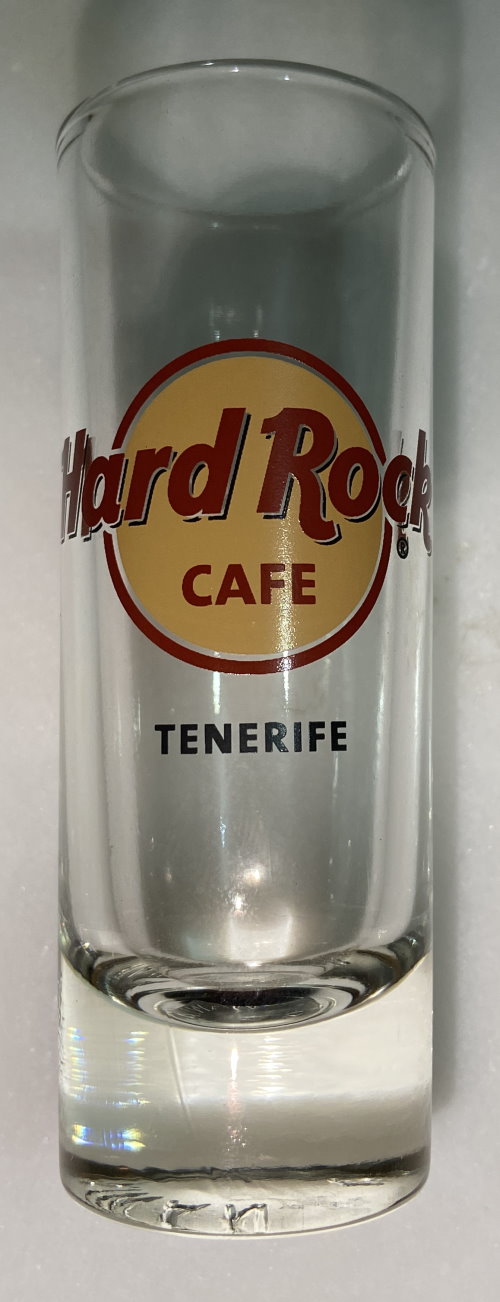 Hard Rock
®
CAFE
TENERIFE